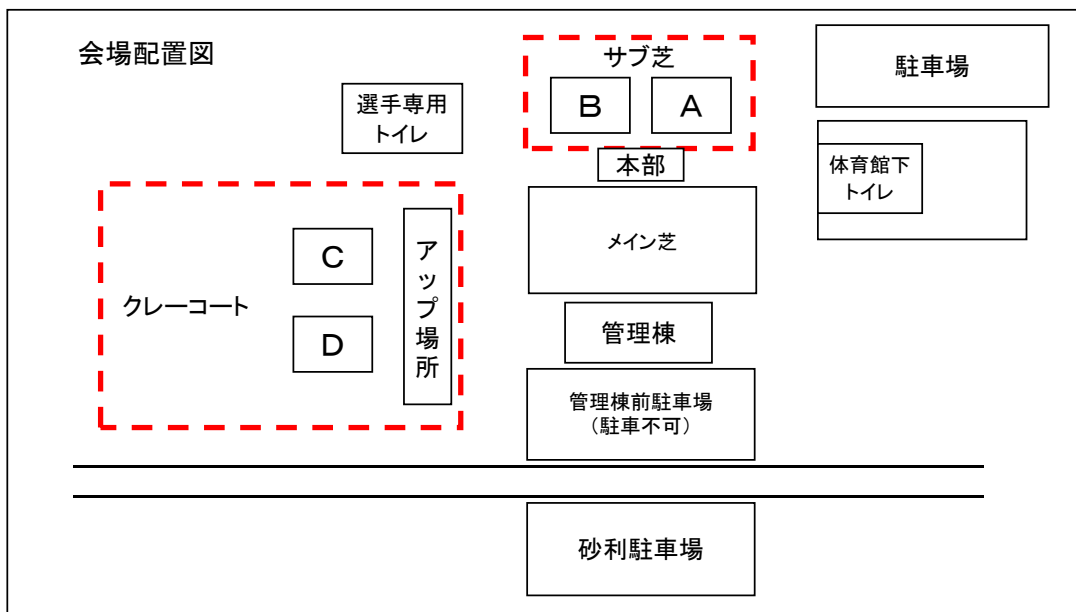 会場配置図
サブ芝
B
A
駐車場
選手専用
トイレ
本部
体育館下
トイレ
メイン芝
クレーコート
C
D
アップ場所
管理棟
管理棟前駐車場
（駐車不可）
砂利駐車場